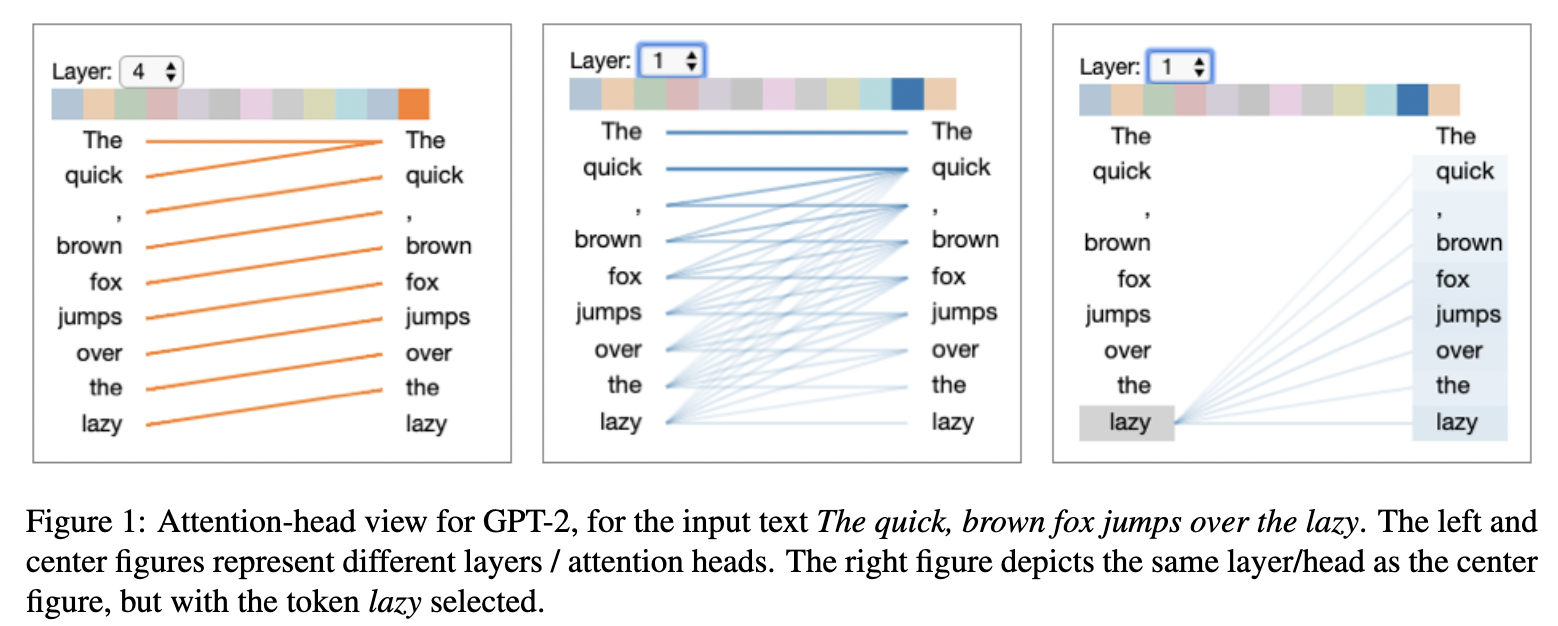 Layer: 4
The The
quick quick
, ,
brown brown
fox fox
jumps jumps
over over
the the
lazy lazy
Layer: 1
The The
quick quick
, ,
brown brown
fox fox
jumps jumps
over over
the the
lazy lazy
Layer: 1
The The
quick quick
, ,
brown brown
fox fox
jumps jumps
over over
the the
lazy lazy
Figure 1: Attention-head view for GPT-2, for the input text The quick, brown fox jumps over the lazy. The left and
center figures represent different layers / attention heads. The right figure depicts the same layer/head as the center
figure, but with the token lazy selected.